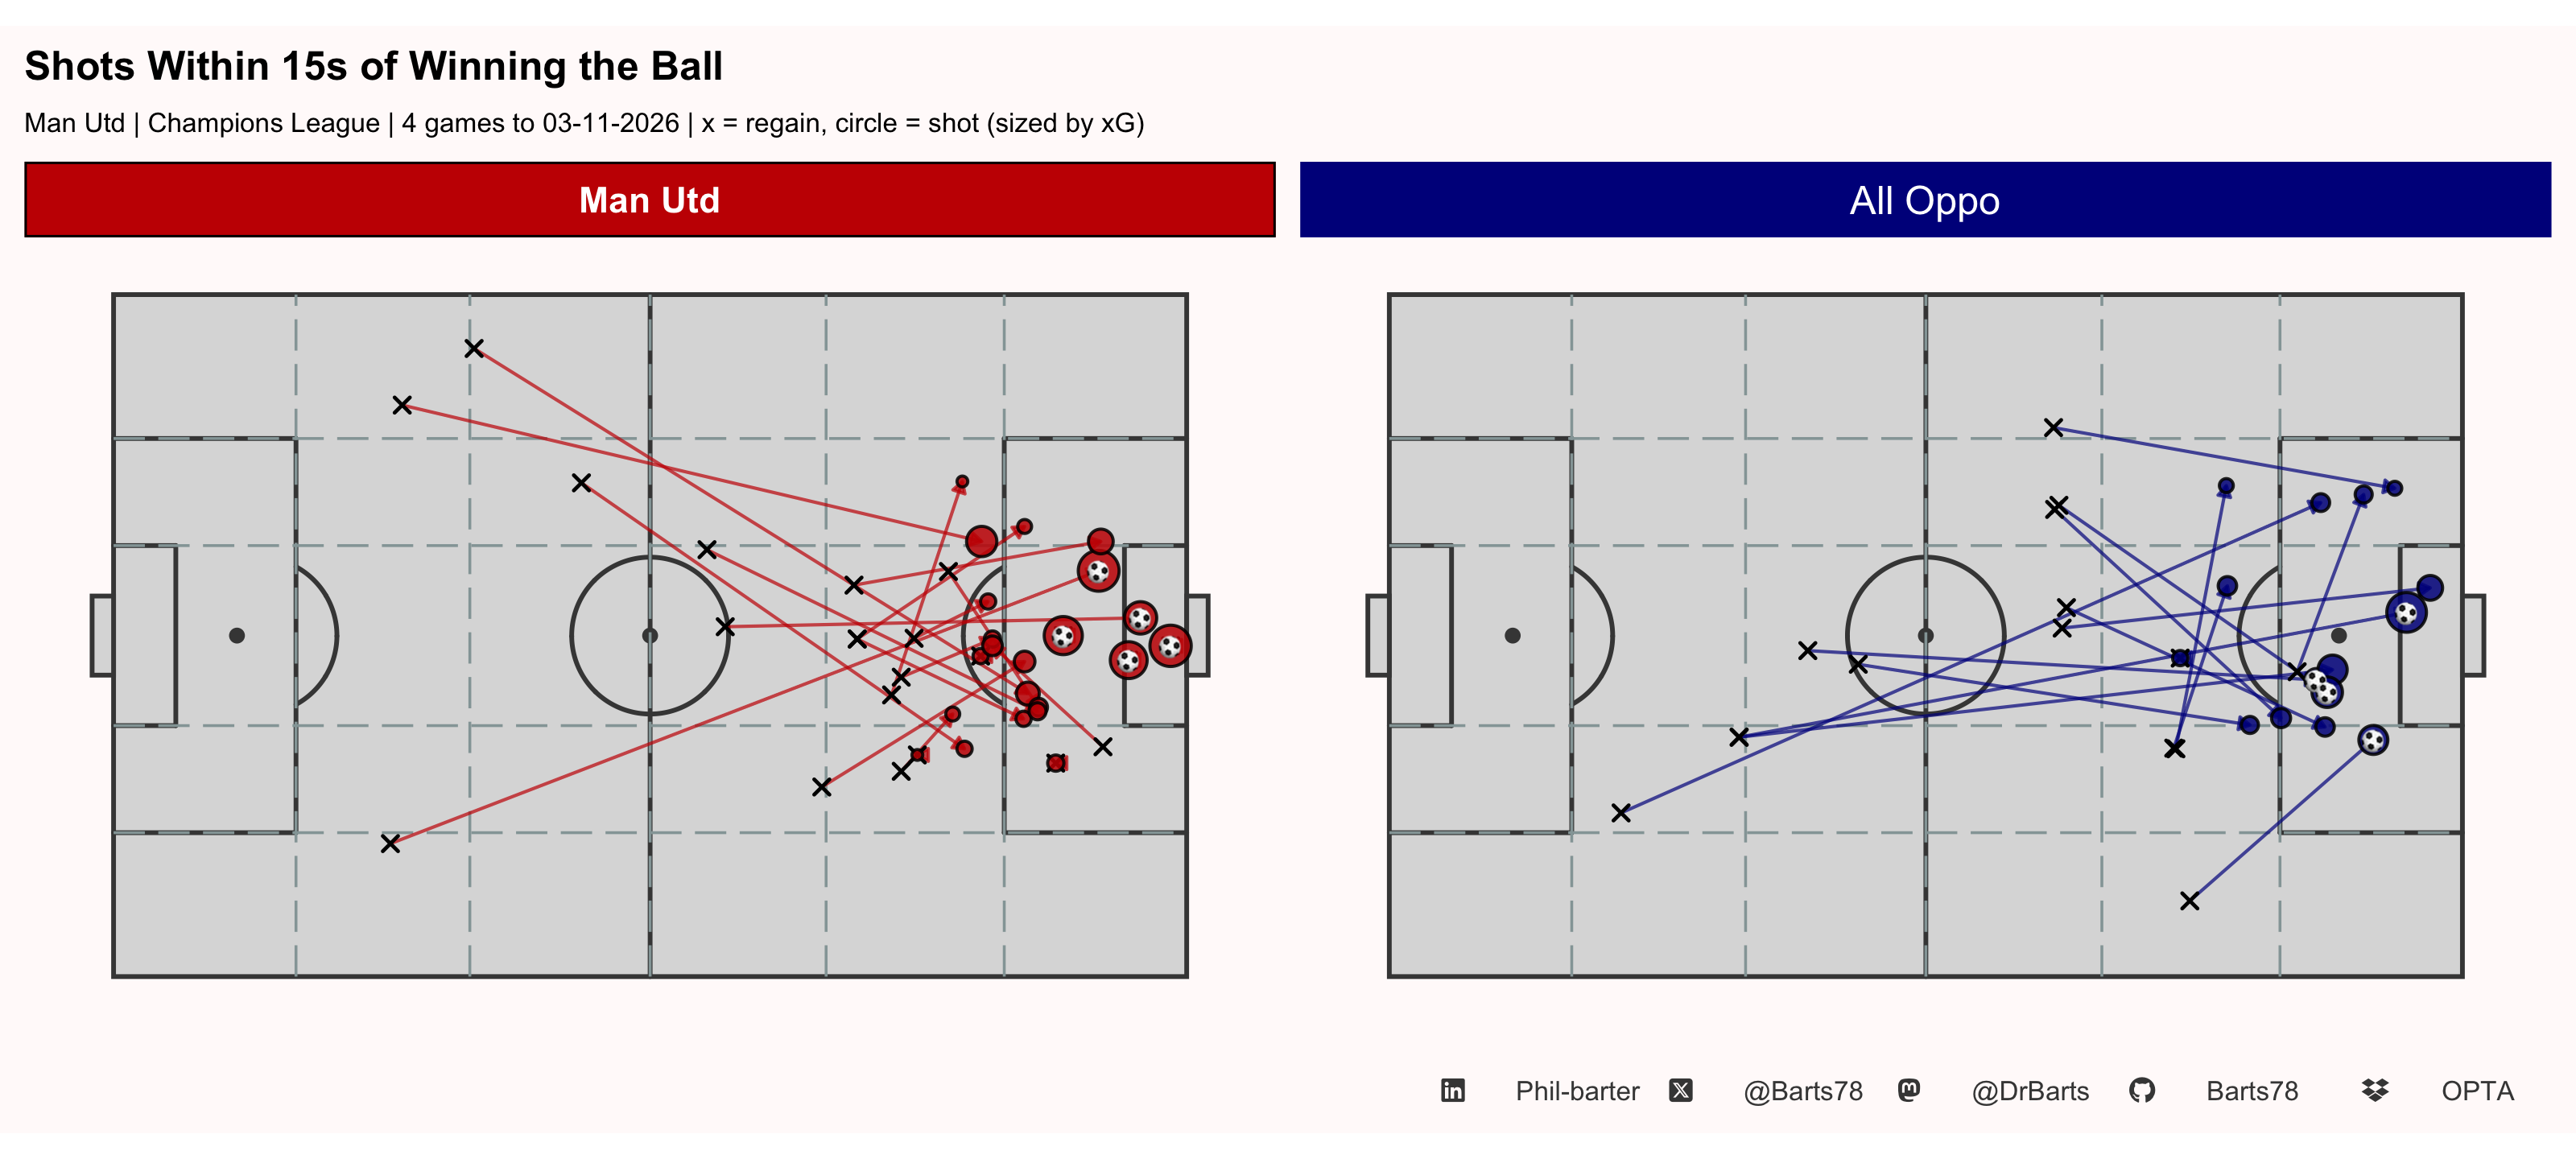 Shots Within 15s of Winning the Ball
Man Utd | Champions League | 4 games to 03-11-2026 | x = regain, circle = shot (sized by xG)
Man Utd
All Oppo
Phil-barter @Barts78 @DrBarts Barts78 OPTA